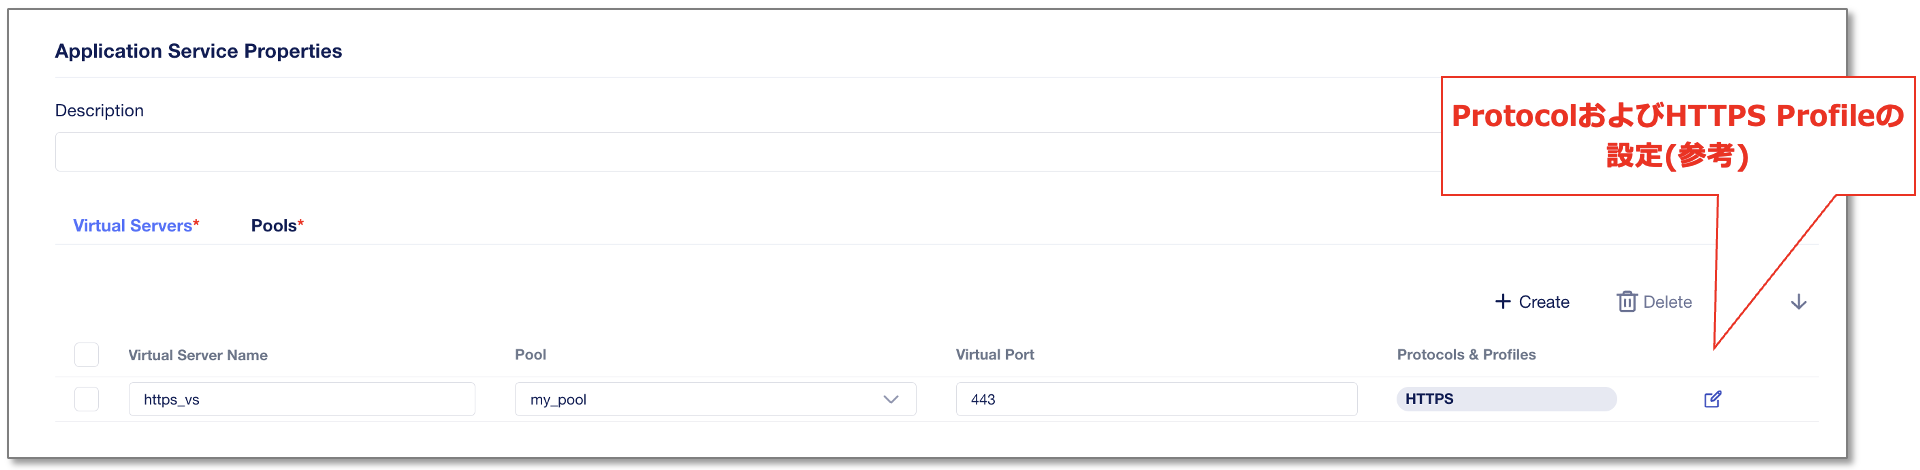 Application Service Properties
Description
ProtocolおよびHTTPS Profileの
設定(参考)
Virtual Servers* Pools*
Create Delete
Virtual Server Name Pool Virtual Port Protocols & Profiles
https_vs my_pool 443 HTTPS